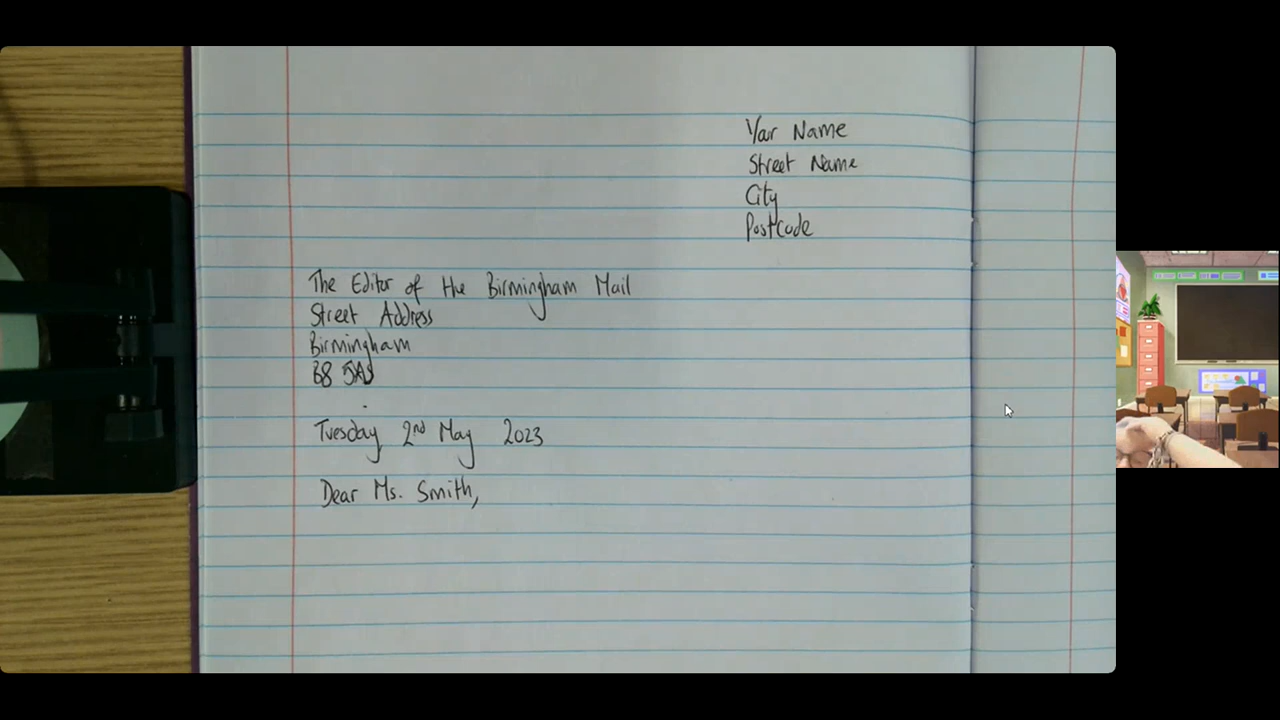 Your Name
Street Name
City
Postcode
The Editor of the Birmingham Mail
Street Address
Birmingham
B8 5AS
Tuesday 2nd May 2023
Dear Ms. Smith,